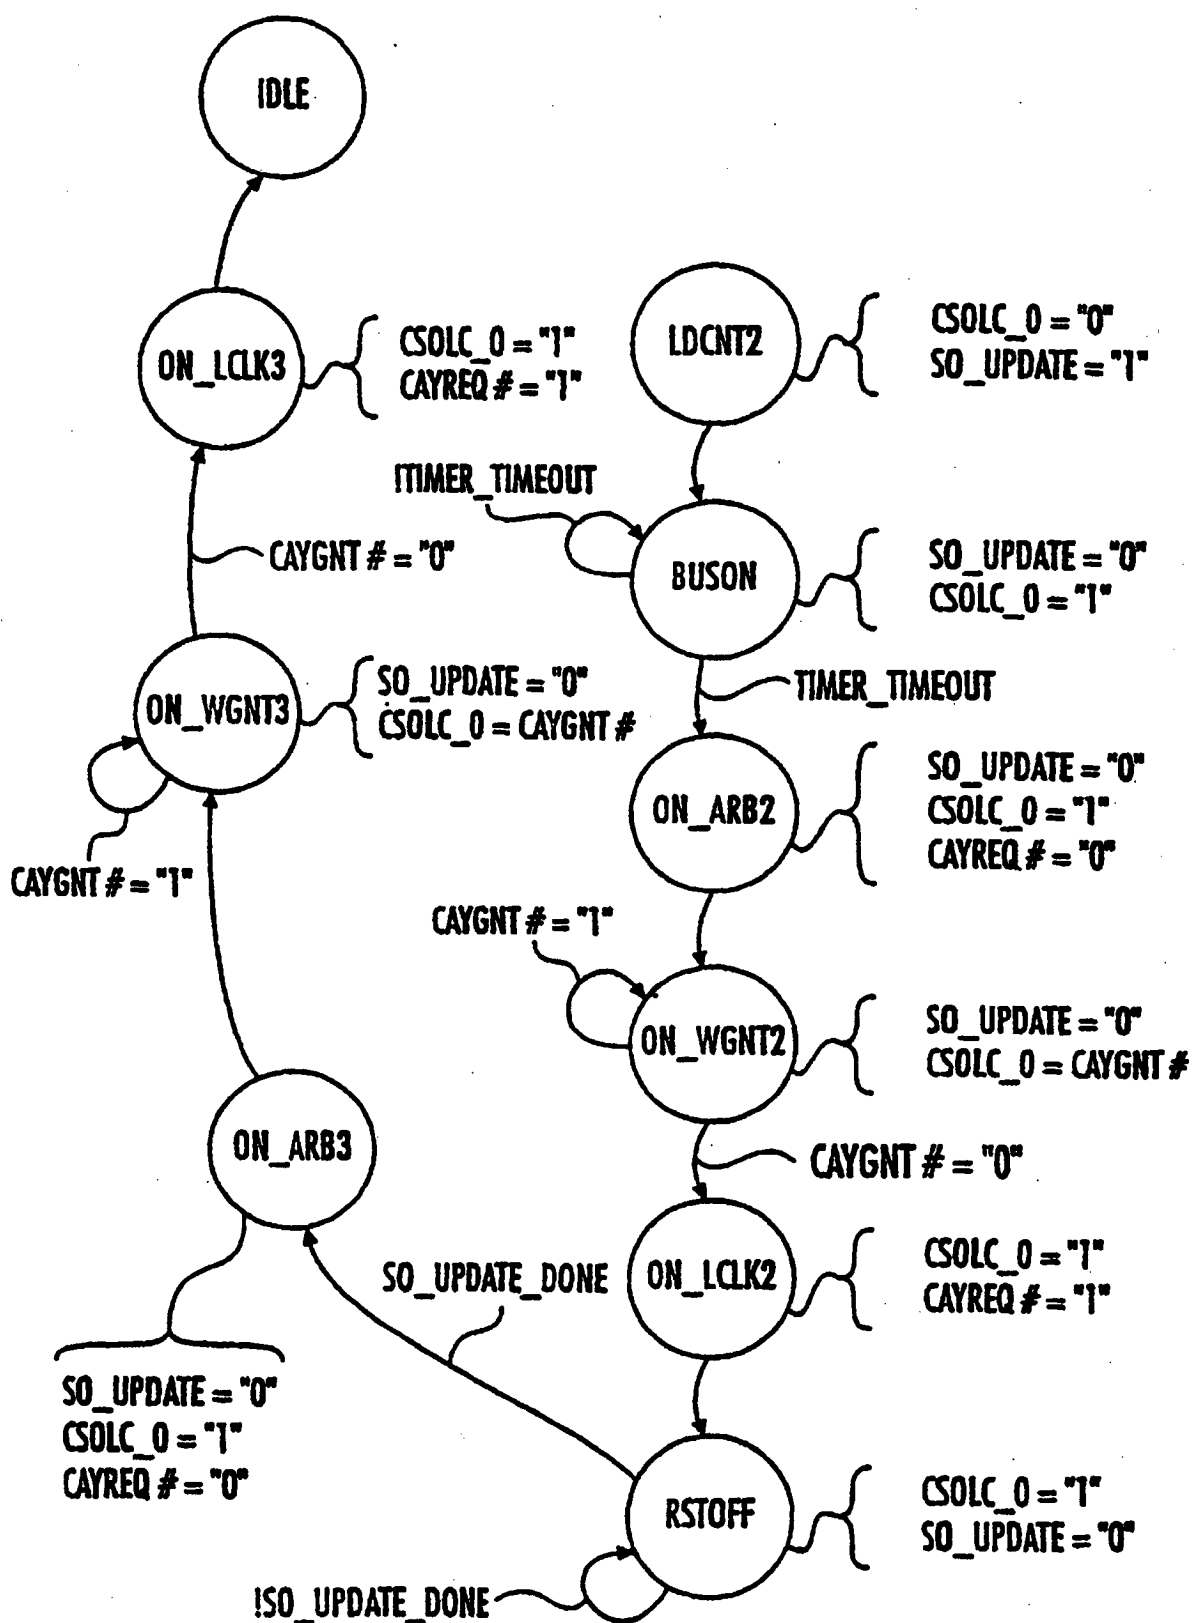 IDLE
ON_LCLK3
CSOLC_0 = "1"
CAYREQ # = "1"
LDCNT2
CSOLC_0 = "0"
SO_UPDATE = "1"
!TIMER_TIMEOUT
CAYGNT # = "0"
BUSON
SO_UPDATE = "0"
CSOLC_0 = "1"
TIMER_TIMEOUT
ON_WGNT3
SO_UPDATE = "0"
CSOLC_0 = CAYGNT #
CAYGNT # = "1"
ON_ARB2
SO_UPDATE = "0"
CSOLC_0 = "1"
CAYREQ # = "0"
CAYGNT # = "1"
ON_WGNT2
SO_UPDATE = "0"
CSOLC_0 = CAYGNT #
CAYGNT # = "0"
ON_ARB3
SO_UPDATE = "0"
CSOLC_0 = "1"
CAYREQ # = "0"
SO_UPDATE_DONE
ON_LCLK2
CSOLC_0 = "1"
CAYREQ # = "1"
RSTOFF
CSOLC_0 = "1"
SO_UPDATE = "0"
!SO_UPDATE_DONE